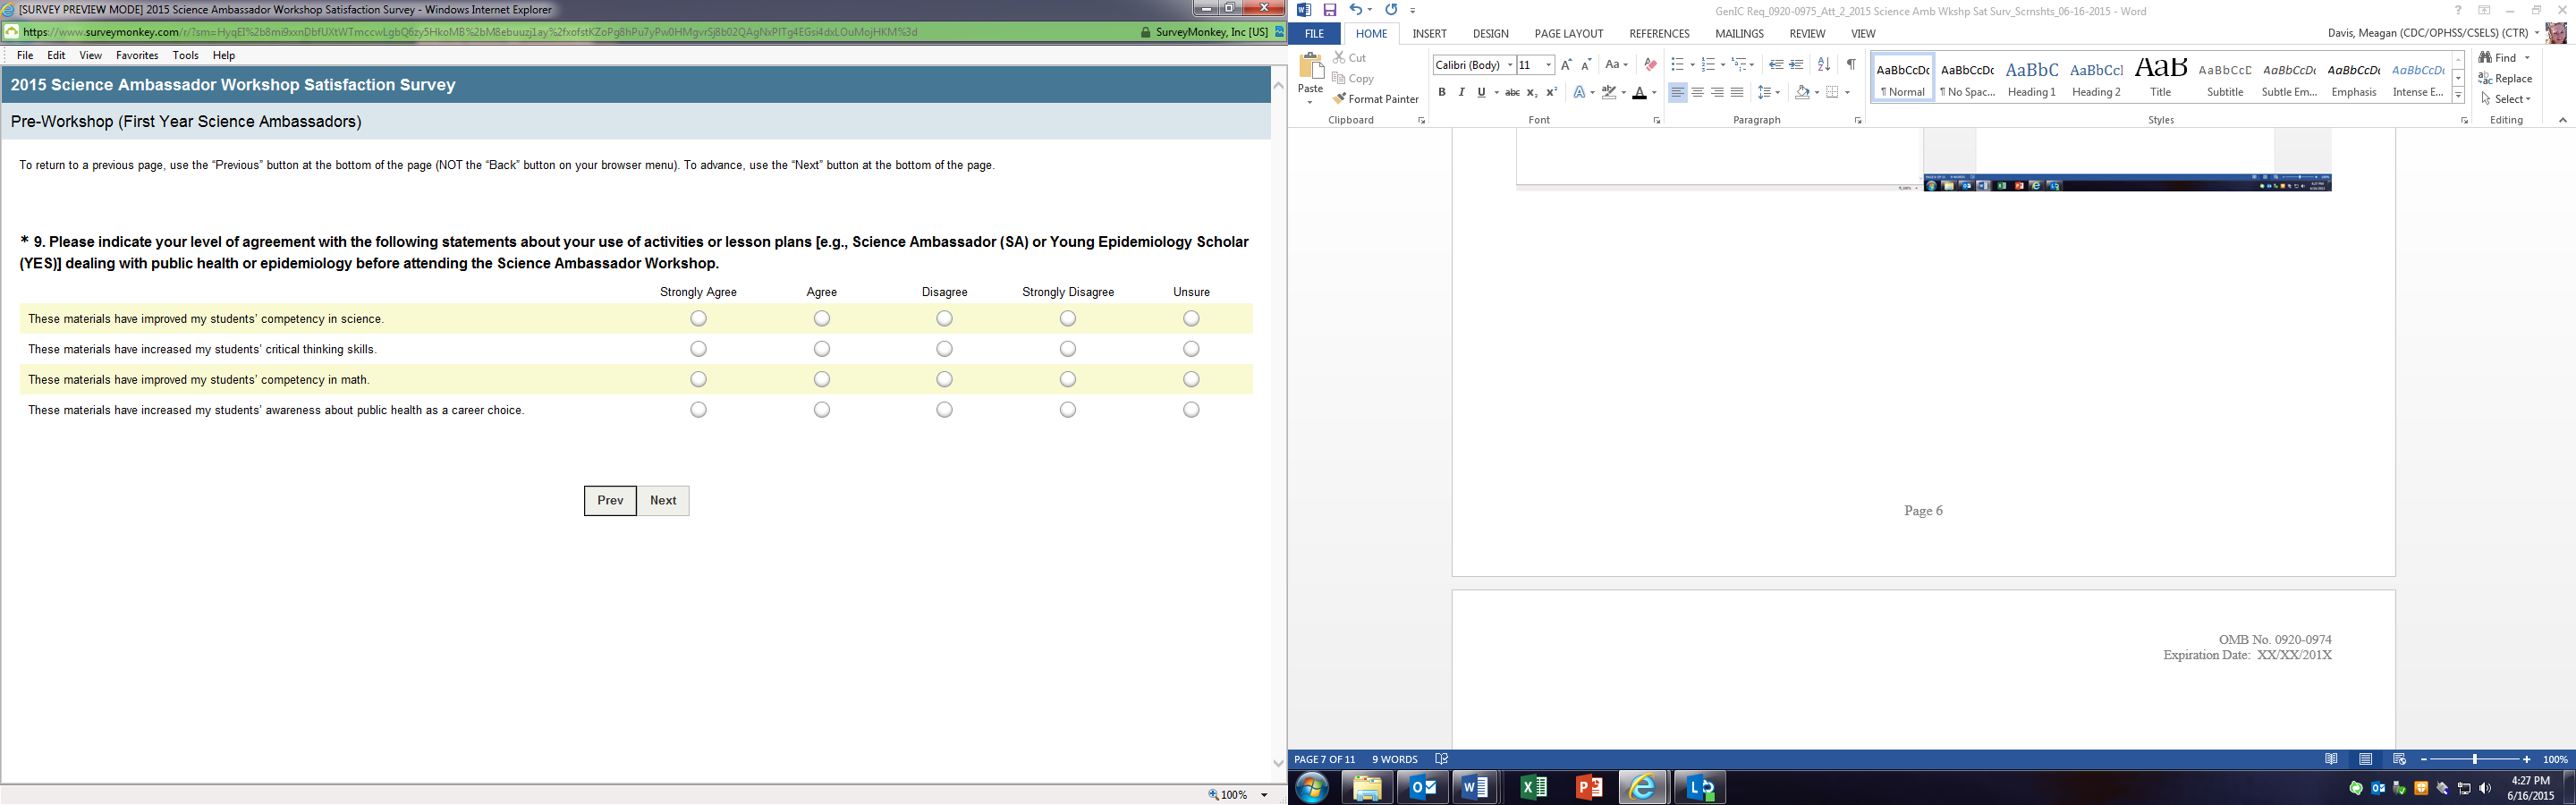 [SURVEY PREVIEW MODE] 2015 Science Ambassador Workshop Satisfaction Survey - Windows Internet Explorer
SurveyMonkey, Inc [US]
File Edit View Favorites Tools Help
2015 Science Ambassador Workshop Satisfaction Survey
Pre-Workshop (First Year Science Ambassadors)
To return to a previous page, use the “Previous” button at the bottom of the page (NOT the “Back” button on your browser menu). To advance, use the “Next” button at the bottom of the page.
* 9. Please indicate your level of agreement with the following statements about your use of activities or lesson plans [e.g., Science Ambassador (SA) or Young Epidemiology Scholar
(YES)] dealing with public health or epidemiology before attending the Science Ambassador Workshop.
Strongly Agree Agree Disagree Strongly Disagree Unsure
These materials have improved my students’ competency in science.
These materials have increased my students’ critical thinking skills.
These materials have improved my students’ competency in math.
These materials have increased my students’ awareness about public health as a career choice.
Prev Next
100%
GenIC Req_0920-0975_Att_2_2015 Science Amb Wkshp Sat Surv_Scrnshts_06-16-2015 - Word
FILE HOME INSERT DESIGN PAGE LAYOUT REFERENCES MAILINGS REVIEW VIEW
Davis, Meagan (CDC/OPHSS/CSELS) (CTR)
Paste
Cut
Copy
Format Painter
Calibri (Body) 11
AaBbCcDc AaBbCcDc AaBbC AaBbCcl AaB AaBbCcD AaBbCcDc AaBbCcDc AaBbCcDc
¶ Normal ¶ No Spac... Heading 1 Heading 2 Title Subtitle Subtle Em... Emphasis Intense E...
Find
Replace
Select
Clipboard Font Paragraph Styles Editing
Page 6
OMB No. 0920-0974
Expiration Date: XX/XX/201X
PAGE 7 OF 11 9 WORDS
100%
4:27 PM
6/16/2015